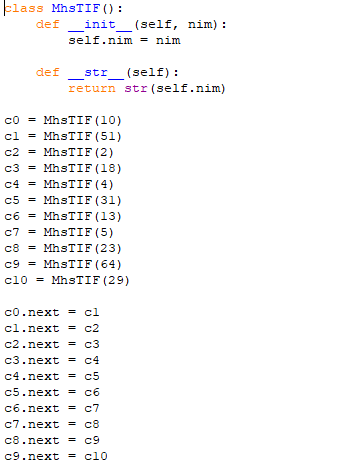 class MhsTIF():
    def __init__(self, nim):
        self.nim = nim

    def __str__(self):
        return str(self.nim)

c0 = MhsTIF(10)
c1 = MhsTIF(51)
c2 = MhsTIF(2)
c3 = MhsTIF(18)
c4 = MhsTIF(4)
c5 = MhsTIF(31)
c6 = MhsTIF(13)
c7 = MhsTIF(5)
c8 = MhsTIF(23)
c9 = MhsTIF(64)
c10 = MhsTIF(29)

c0.next = c1
c1.next = c2
c2.next = c3
c3.next = c4
c4.next = c5
c5.next = c6
c6.next = c7
c7.next = c8
c8.next = c9
c9.next = c10